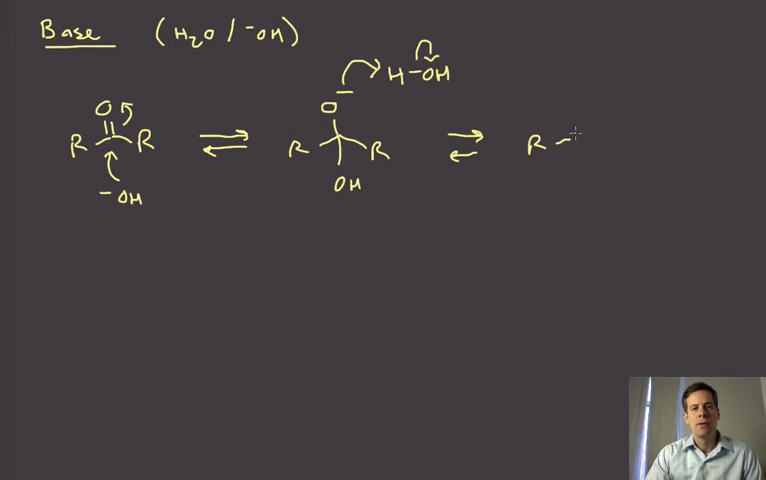 Base (H₂O / ⁻OH)
H-OH
O
O⁻
R R
R R
R
⁻OH
OH